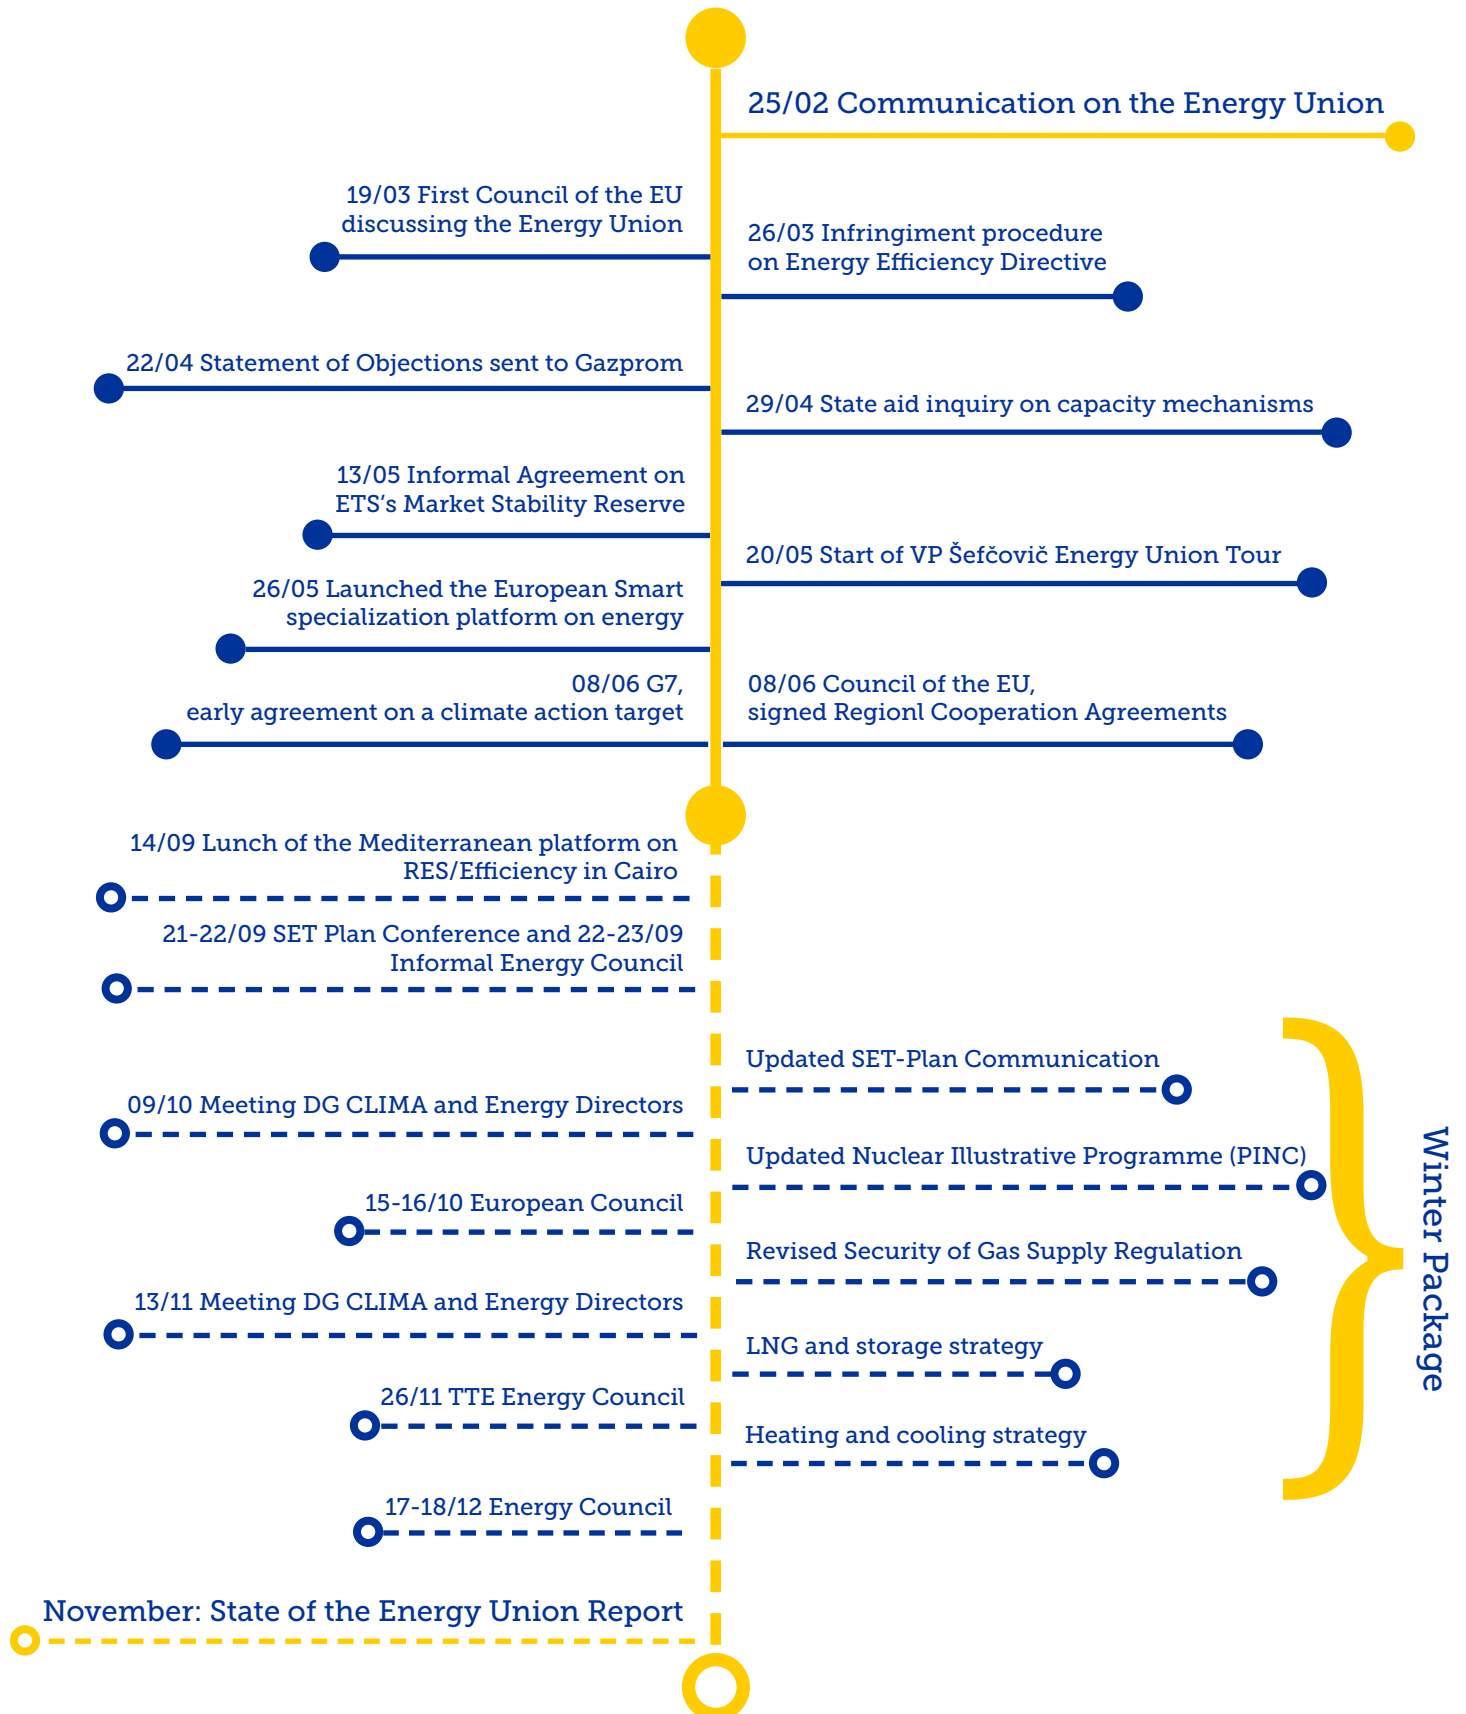 25/02 Communication on the Energy Union
19/03 First Council of the EU
discussing the Energy Union
26/03 Infringiment procedure
on Energy Efficiency Directive
22/04 Statement of Objections sent to Gazprom
29/04 State aid inquiry on capacity mechanisms
13/05 Informal Agreement on
ETS’s Market Stability Reserve
20/05 Start of VP Šefčovič Energy Union Tour
26/05 Launched the European Smart
specialization platform on energy
08/06 G7,
early agreement on a climate action target
08/06 Council of the EU,
signed Regionl Cooperation Agreements
14/09 Lunch of the Mediterranean platform on
RES/Efficiency in Cairo
21-22/09 SET Plan Conference and 22-23/09
Informal Energy Council
Updated SET-Plan Communication
09/10 Meeting DG CLIMA and Energy Directors
Updated Nuclear Illustrative Programme (PINC)
15-16/10 European Council
Revised Security of Gas Supply Regulation
13/11 Meeting DG CLIMA and Energy Directors
LNG and storage strategy
26/11 TTE Energy Council
Heating and cooling strategy
17-18/12 Energy Council
Winter Package
November: State of the Energy Union Report